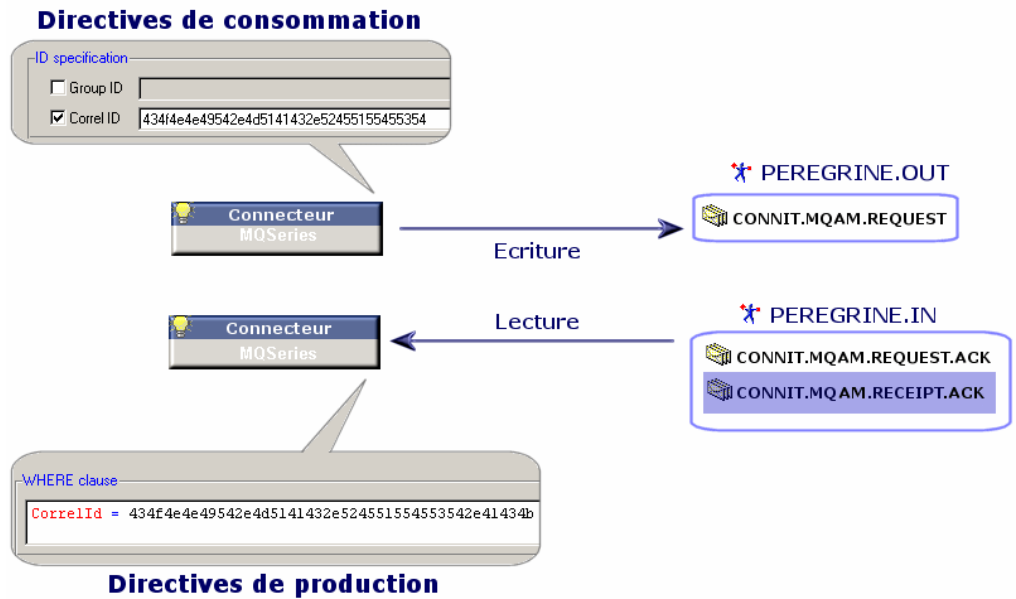 Directives de consommation
ID specification
Group ID
Correl ID 434f4e4e49542e4d5141432e52455155455354
PEREGRINE.OUT
Connecteur
MQSeries
CONNIT.MQAM.REQUEST
Ecriture
PEREGRINE.IN
Connecteur
MQSeries
Lecture
CONNIT.MQAM.REQUEST.ACK
CONNIT.MQAM.RECEIPT.ACK
WHERE clause
CorrelId = 434f4e4e49542e4d5141432e524551554553542e41434b
Directives de production